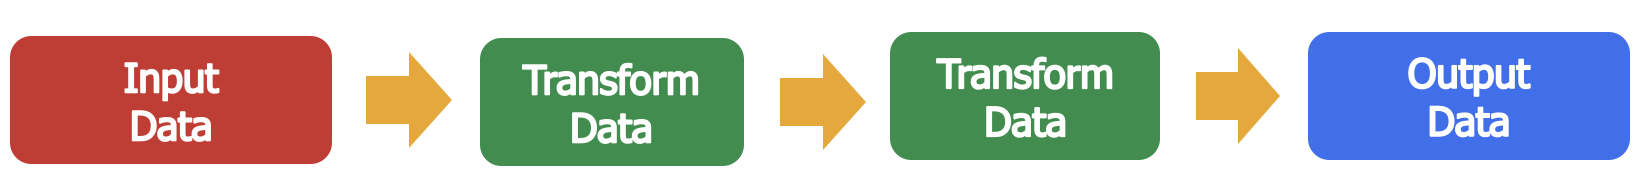 Input
Data
Transform
Data
Transform
Data
Output
Data